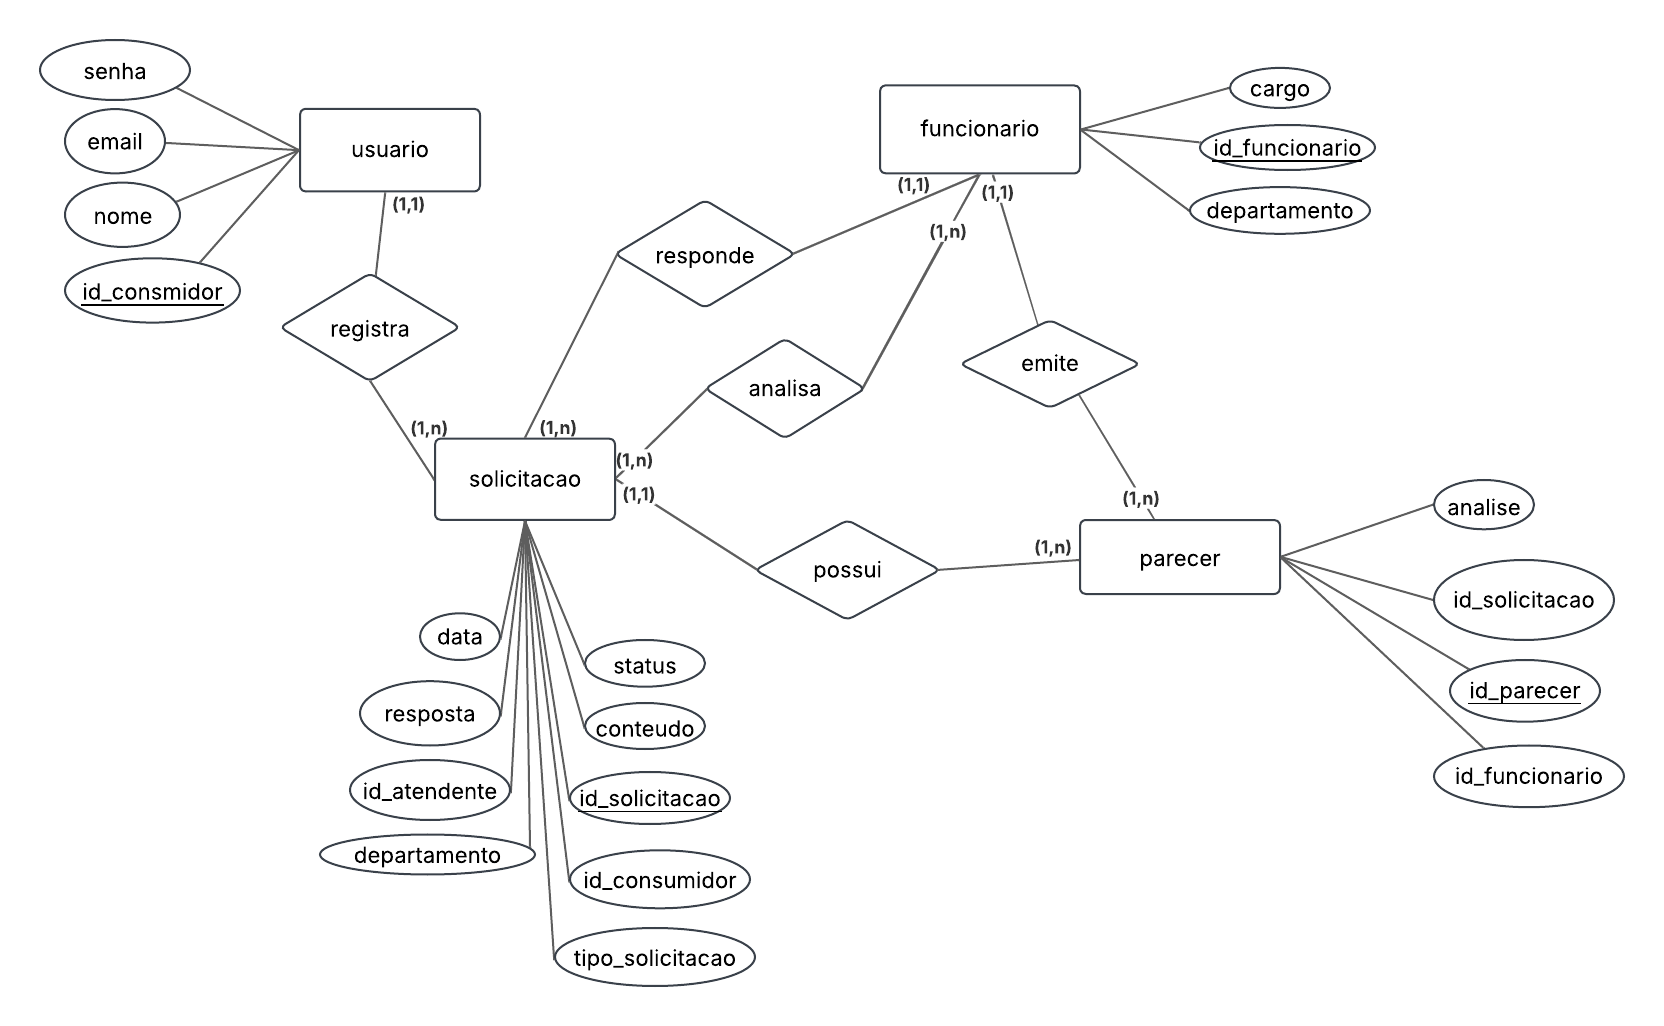 senha
email
nome
id_consmidor
usuario
(1,1)
registra
(1,n)
funcionario
cargo
id_funcionario
departamento
(1,1)
(1,1)
(1,n)
responde
analisa
emite
(1,n)
(1,n)
(1,1)
solicitacao
possui
(1,n)
(1,n)
parecer
analise
id_solicitacao
id_parecer
id_funcionario
data
resposta
id_atendente
departamento
status
conteudo
id_solicitacao
id_consumidor
tipo_solicitacao